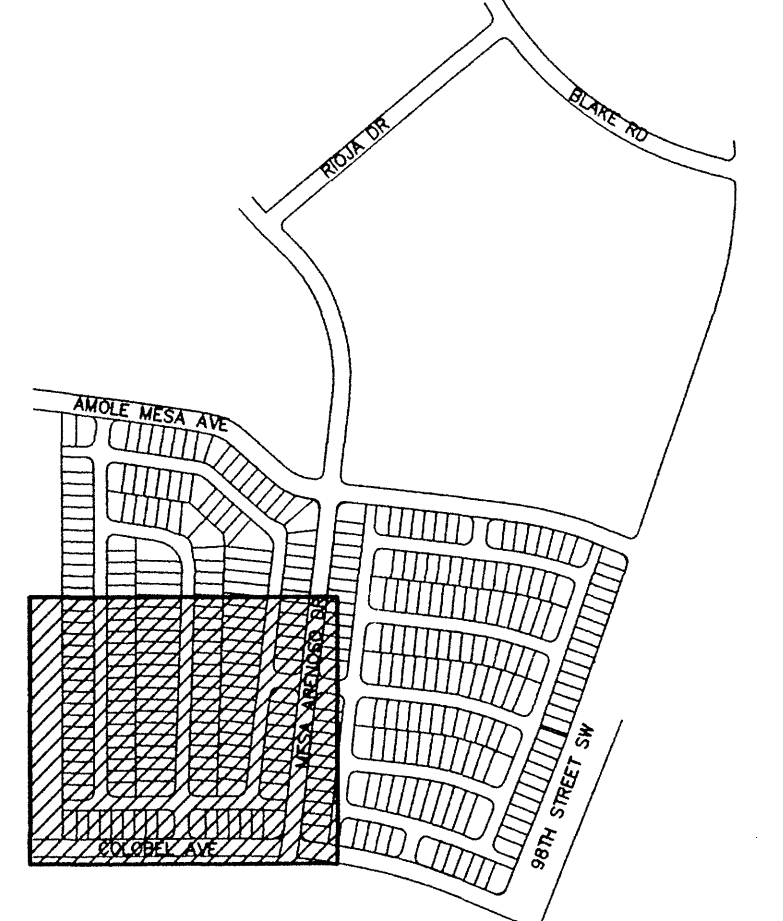 BLAKE RD
RIOJA DR
AMOLE MESA AVE
MESA ARENOSO DR
98TH STREET SW
COLOBEL AVE